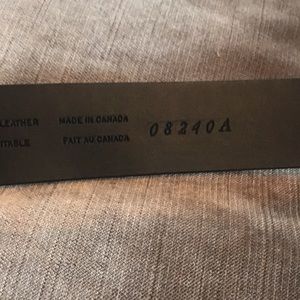 LEATHER MADE IN CANADA 08240A
ITABLE FAIT AU CANADA